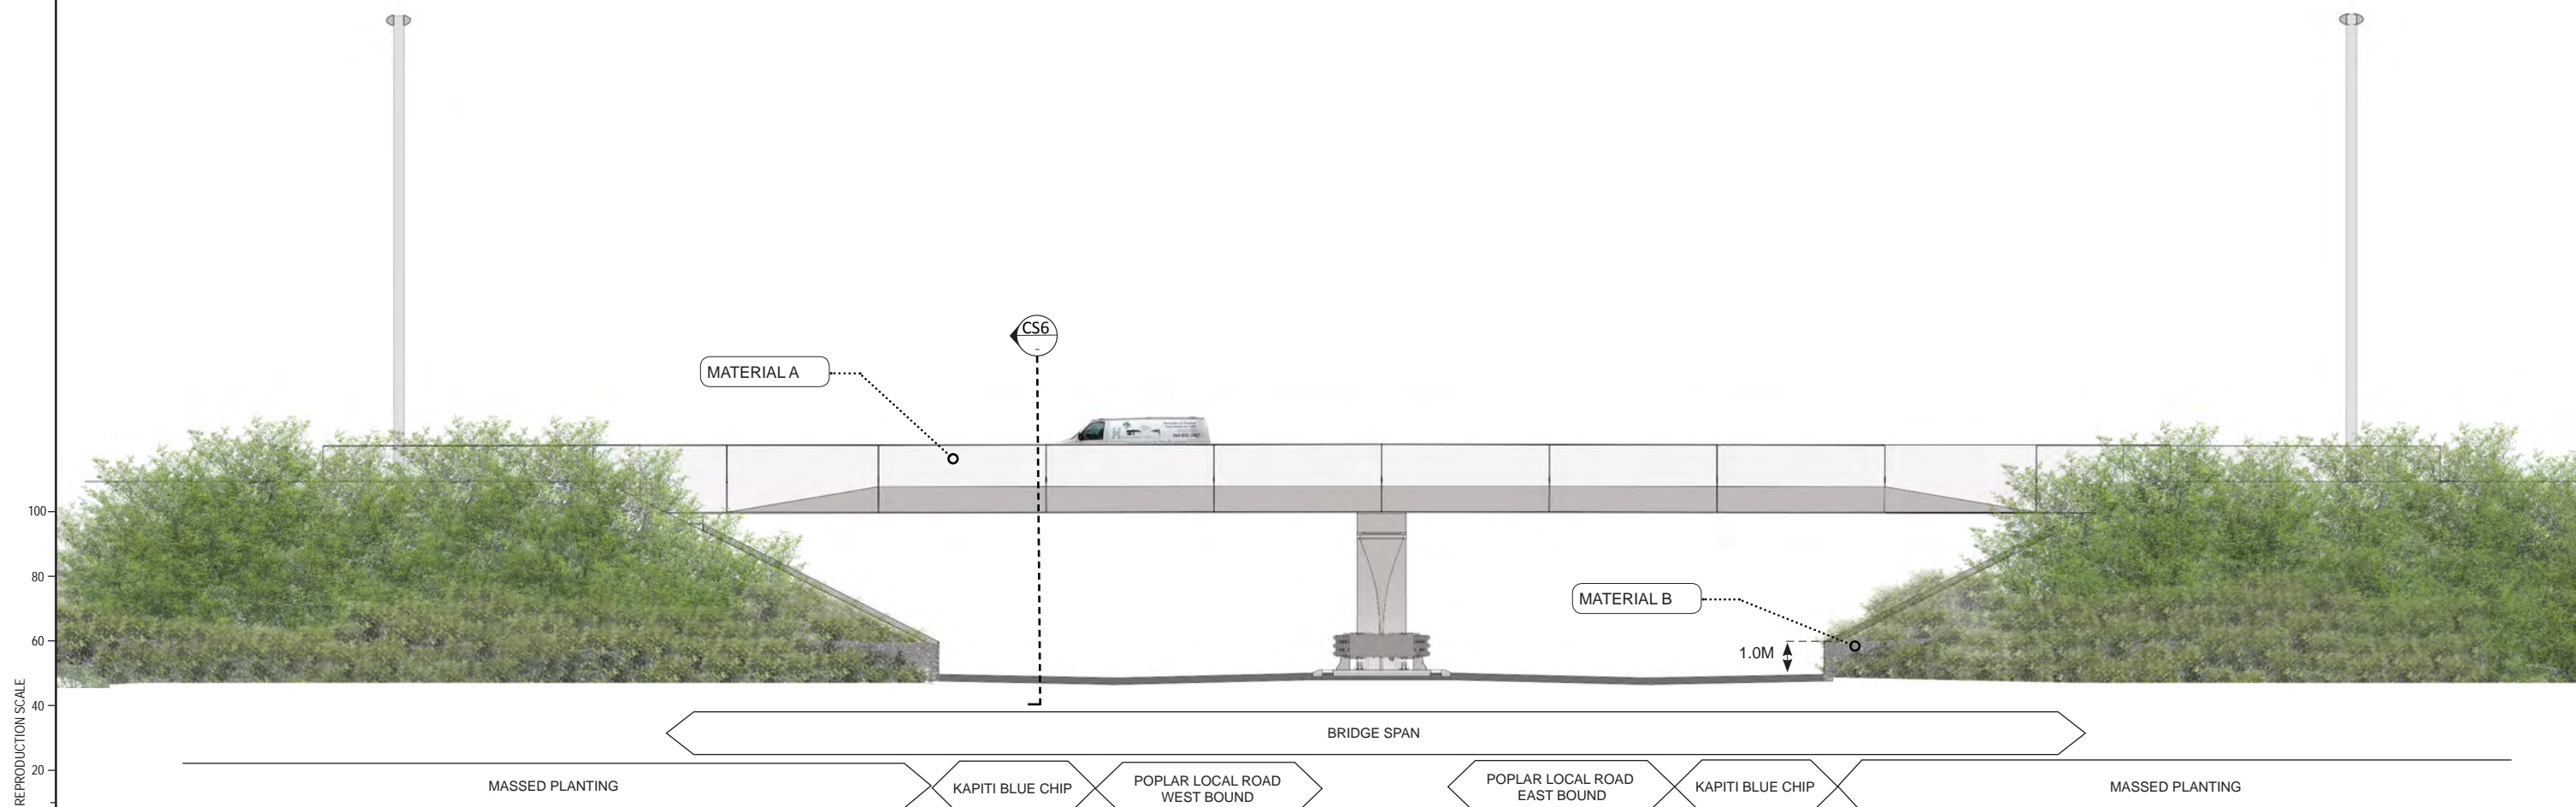 CS6
-
MATERIAL A
100
80
MATERIAL B
60
1.0M
40
REPRODUCTION SCALE
BRIDGE SPAN
20
MASSED PLANTING
KAPITI BLUE CHIP
POPLAR LOCAL ROAD
WEST BOUND
POPLAR LOCAL ROAD
EAST BOUND
KAPITI BLUE CHIP
MASSED PLANTING